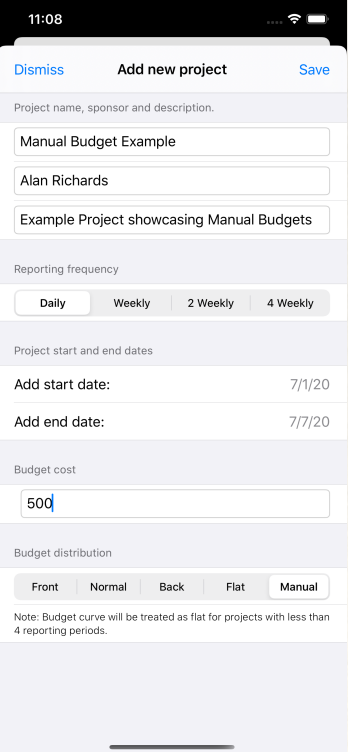 11:08
Dismiss Add new project Save
Project name, sponsor and description.
Manual Budget Example
Alan Richards
Example Project showcasing Manual Budgets
Reporting frequency
Daily Weekly 2 Weekly 4 Weekly
Project start and end dates
Add start date: 7/1/20
Add end date: 7/7/20
Budget cost
500
Budget distribution
Front Normal Back Flat Manual
Note: Budget curve will be treated as flat for projects with less than
4 reporting periods.